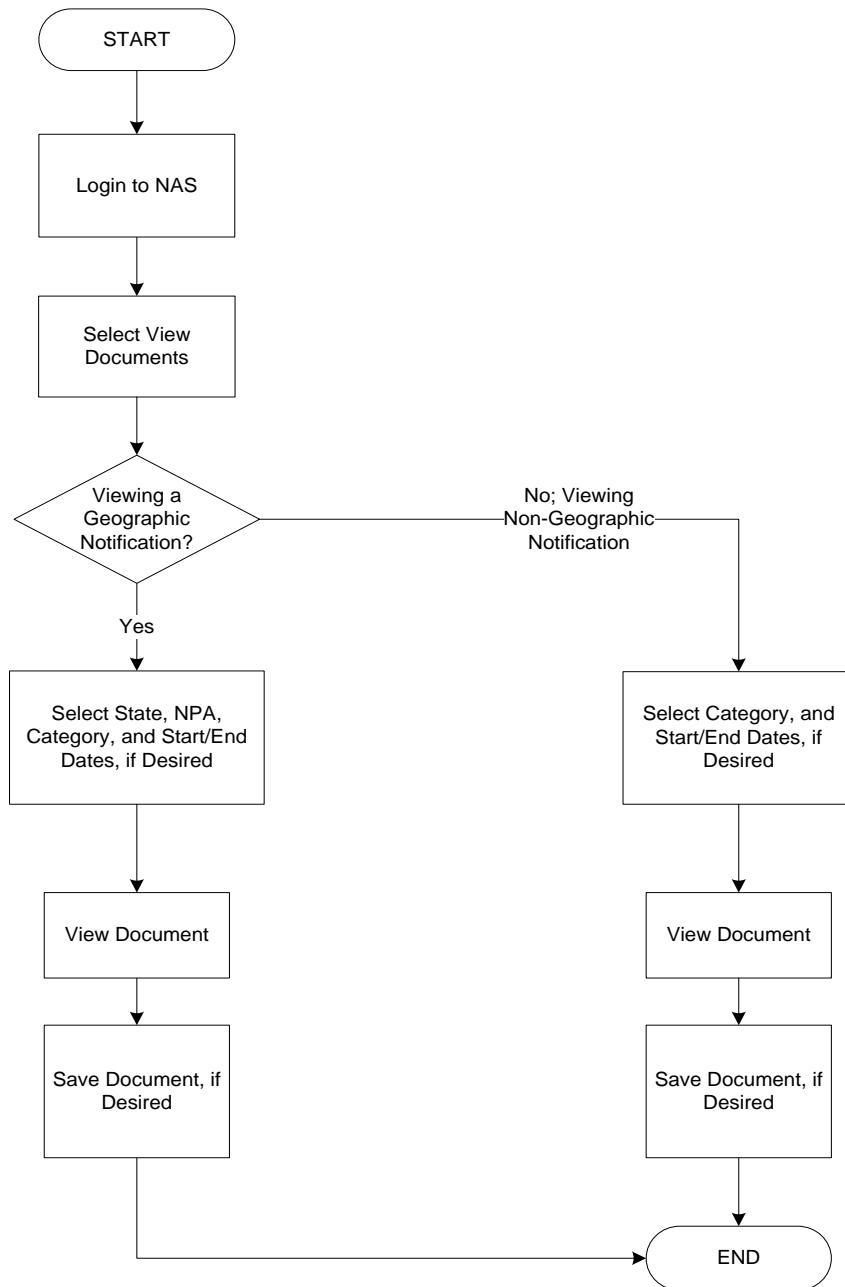 START
Login to NAS
Select View
Documents
Viewing a
Geographic
Notification?
No; Viewing
Non-Geographic
Notification
Yes
Select State, NPA,
Category, and Start/End
Dates, if Desired
Select Category, and
Start/End Dates, if
Desired
View Document
View Document
Save Document, if
Desired
Save Document, if
Desired
END